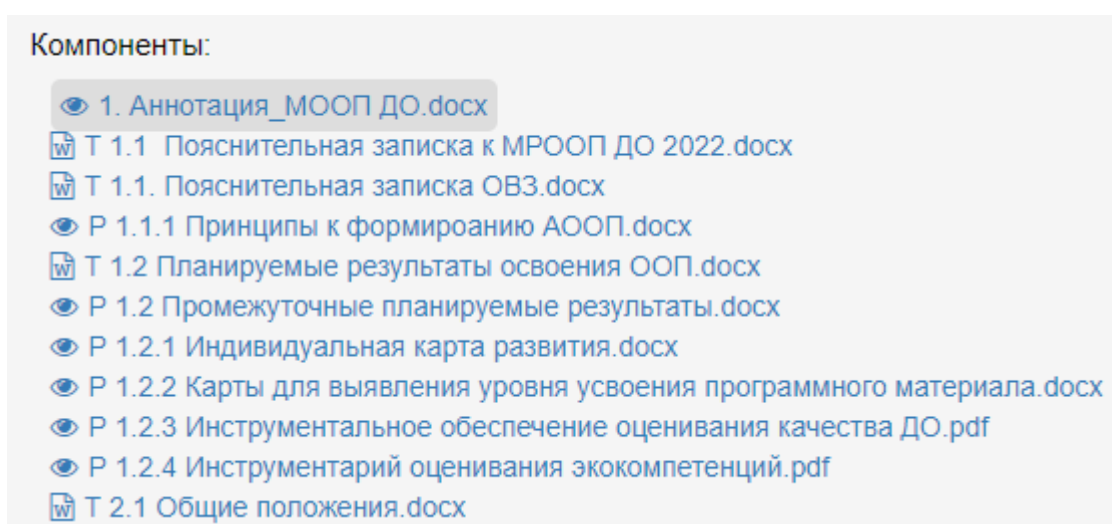 Компоненты:
1. Аннотация_МООП ДО.docx
Т 1.1 Пояснительная записка к МРООП ДО 2022.docx
Т 1.1. Пояснительная записка ОВЗ.docx
Р 1.1.1 Принципы к формироанию АООП.docx
Т 1.2 Планируемые результаты освоения ООП.docx
Р 1.2 Промежуточные планируемые результаты.docx
Р 1.2.1 Индивидуальная карта развития.docx
Р 1.2.2 Карты для выявления уровня усвоения программного материала.docx
Р 1.2.3 Инструментальное обеспечение оценивания качества ДО.pdf
Р 1.2.4 Инструментарий оценивания экокомпетенций.pdf
Т 2.1 Общие положения.docx